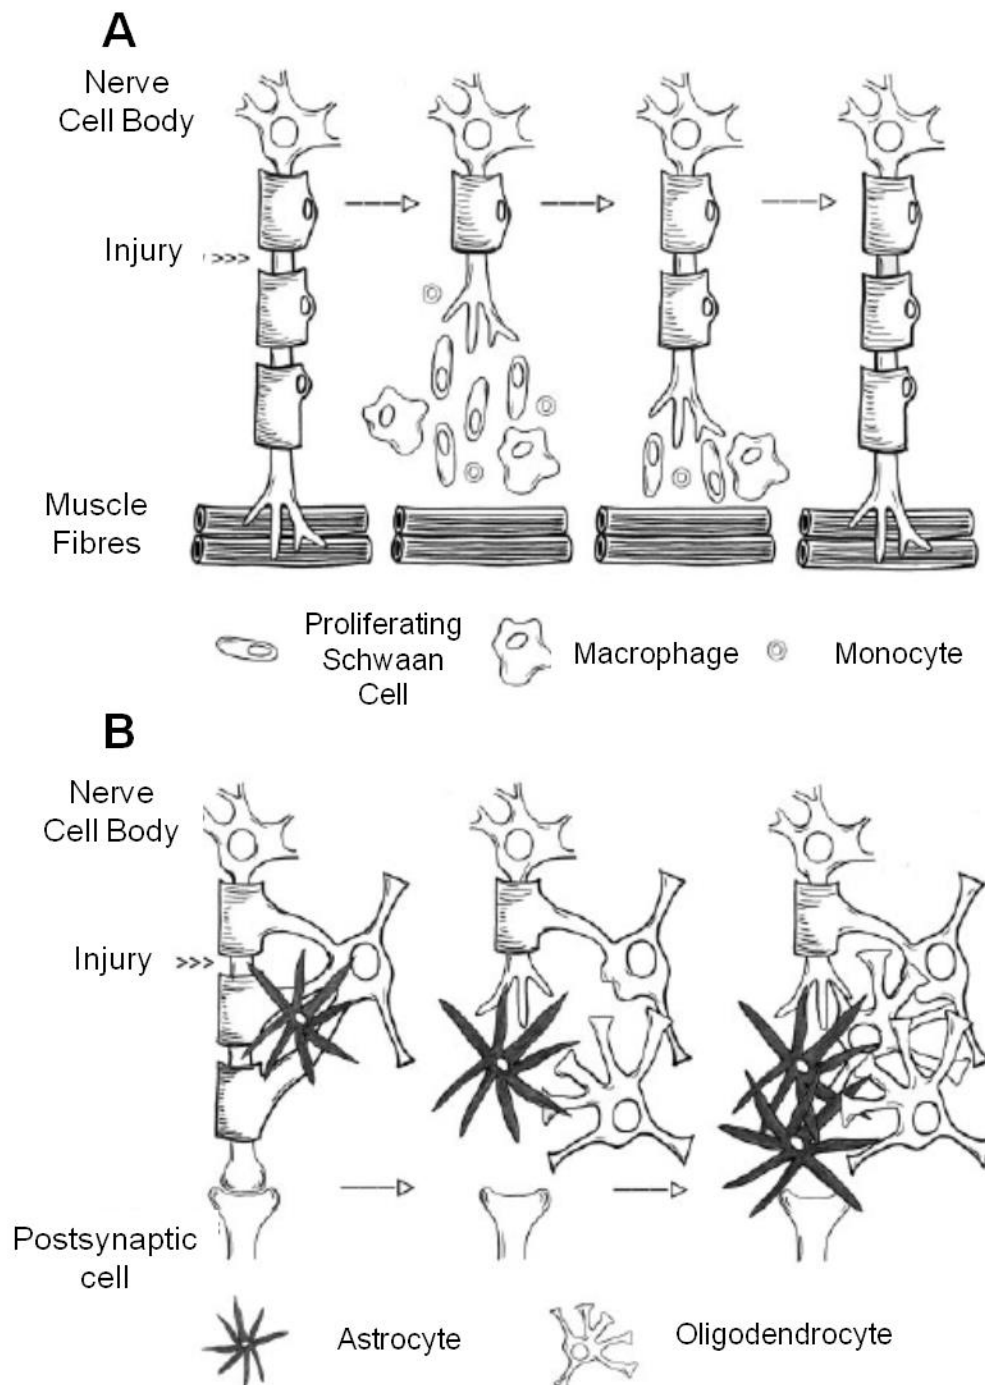 A
Nerve
Cell Body
Injury >>>
Muscle
Fibres
Proliferating
Schwaan
Cell
Macrophage
Monocyte
B
Nerve
Cell Body
Injury >>>
Postsynaptic
cell
Astrocyte
Oligodendrocyte